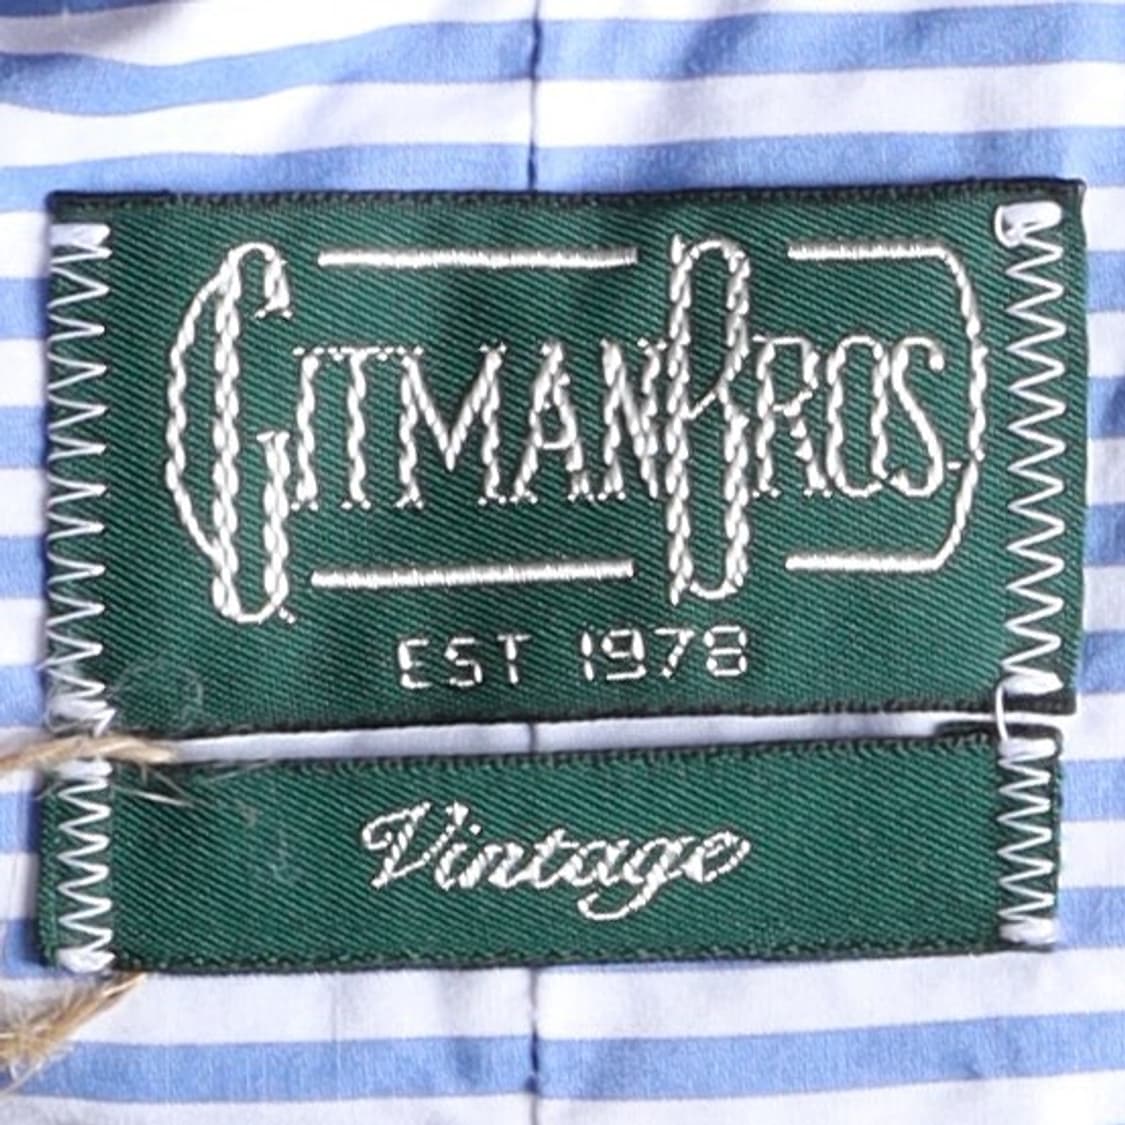 GITMAN BROS.
EST 1978
Vintage